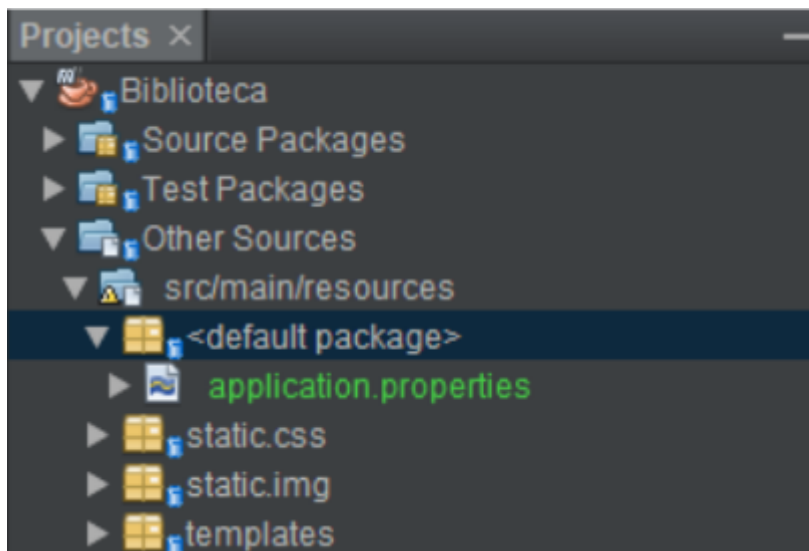 Projects
Biblioteca
Source Packages
Test Packages
Other Sources
src/main/resources
<default package>
application.properties
static.css
static.img
templates